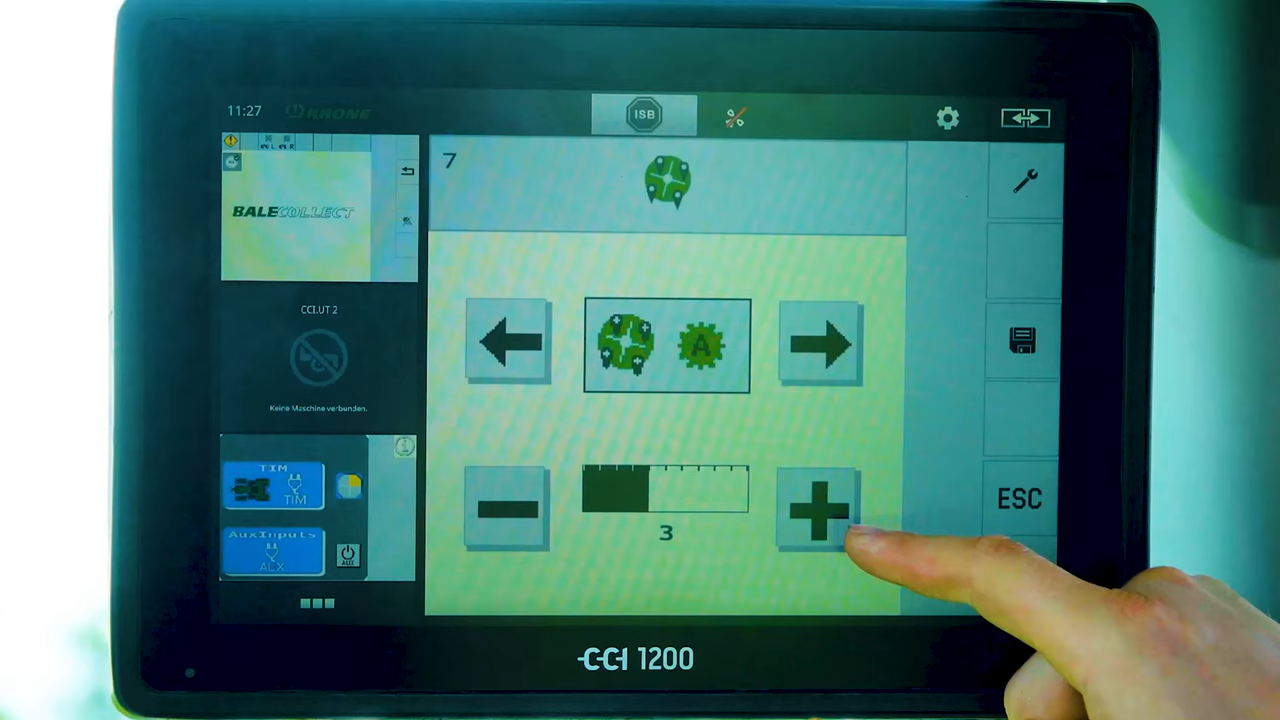 11:27
KRONE
ISB
L R
BALECOLLECT
7
CCI.UT 2
A
Keine Maschine verbunden.
TIM
TIM
AuxInputs
ALX
AUX
3
ESC
CCI 1200